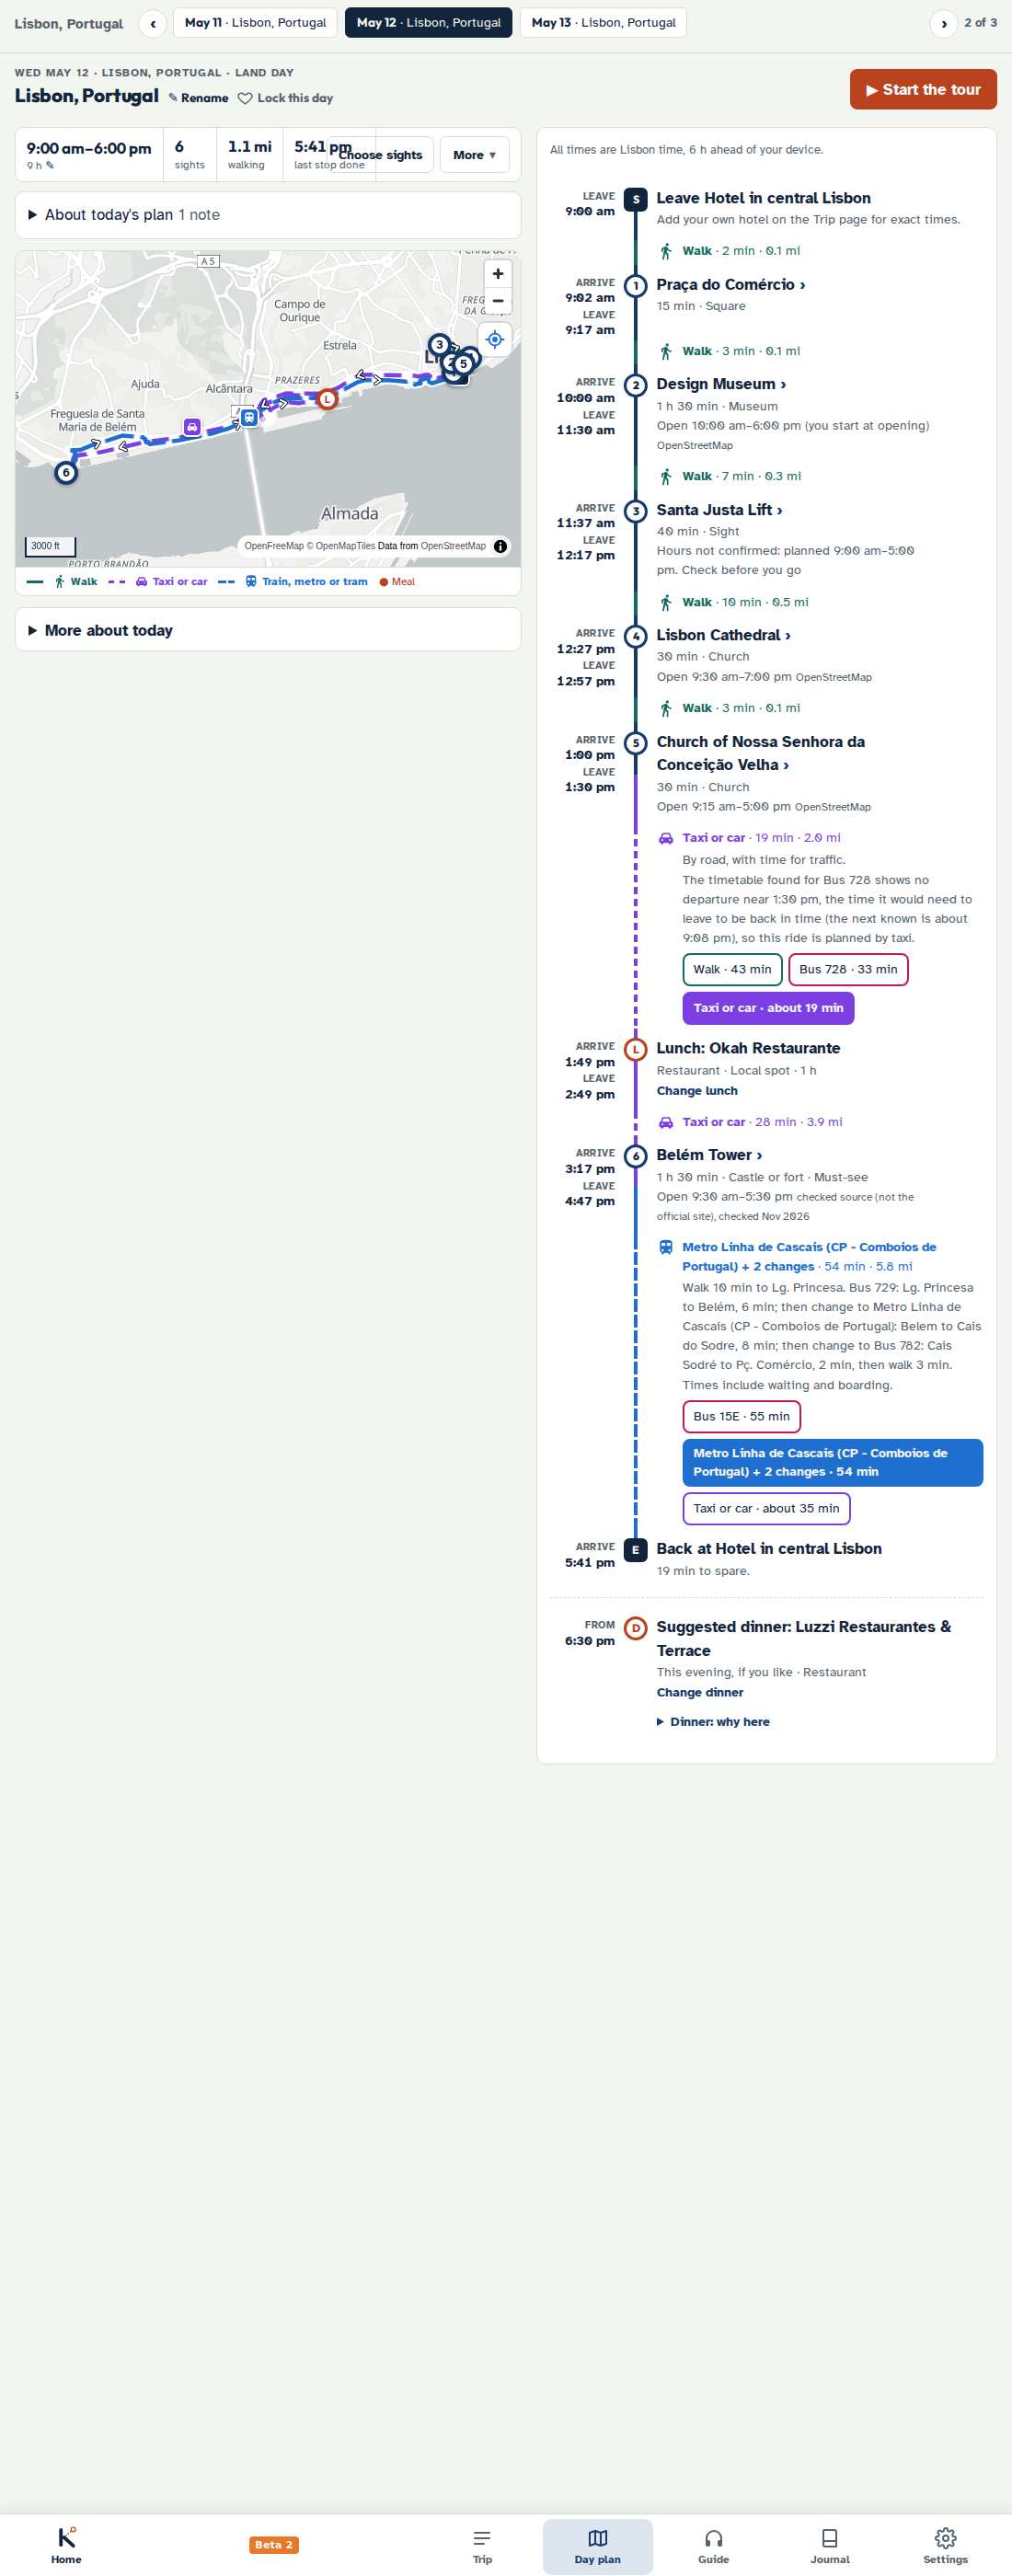 Lisbon, Portugal
‹
May 11 · Lisbon, Portugal
May 12 · Lisbon, Portugal
May 13 · Lisbon, Portugal
›
2 of 3
WED MAY 12 · LISBON, PORTUGAL · LAND DAY
Lisbon, Portugal ✎ Rename Lock this day
▶ Start the tour
9:00 am–6:00 pm
9 h ✎
6
sights
1.1 mi
walking
5:41 pm
last stop done
Choose sights
More ▾
▶ About today's plan 1 note
A 5
Campo de
Ourique
Estrela
PRAZERES
Ajuda
Alcântara
Freguesia de Santa
Maria de Belém
Almada
PORTO BRANDÃO
+
−
3
5
L
6
3000 ft
OpenFreeMap © OpenMapTiles Data from OpenStreetMap
Walk
Taxi or car
Train, metro or tram
Meal
▶ More about today
All times are Lisbon time, 6 h ahead of your device.
LEAVE
9:00 am
S
Leave Hotel in central Lisbon
Add your own hotel on the Trip page for exact times.
Walk · 2 min · 0.1 mi
ARRIVE
9:02 am
LEAVE
9:17 am
1
Praça do Comércio ›
15 min · Square
Walk · 3 min · 0.1 mi
ARRIVE
10:00 am
LEAVE
11:30 am
2
Design Museum ›
1 h 30 min · Museum
Open 10:00 am–6:00 pm (you start at opening)
OpenStreetMap
Walk · 7 min · 0.3 mi
ARRIVE
11:37 am
LEAVE
12:17 pm
3
Santa Justa Lift ›
40 min · Sight
Hours not confirmed: planned 9:00 am–5:00
pm. Check before you go
Walk · 10 min · 0.5 mi
ARRIVE
12:27 pm
LEAVE
12:57 pm
4
Lisbon Cathedral ›
30 min · Church
Open 9:30 am–7:00 pm OpenStreetMap
Walk · 3 min · 0.1 mi
ARRIVE
1:00 pm
LEAVE
1:30 pm
5
Church of Nossa Senhora da
Conceição Velha ›
30 min · Church
Open 9:15 am–5:00 pm OpenStreetMap
Taxi or car · 19 min · 2.0 mi
By road, with time for traffic.
The timetable found for Bus 728 shows no
departure near 1:30 pm, the time it would need to
leave to be back in time (the next known is about
9:08 pm), so this ride is planned by taxi.
Walk · 43 min
Bus 728 · 33 min
Taxi or car · about 19 min
ARRIVE
1:49 pm
LEAVE
2:49 pm
L
Lunch: Okah Restaurante
Restaurant · Local spot · 1 h
Change lunch
Taxi or car · 28 min · 3.9 mi
ARRIVE
3:17 pm
LEAVE
4:47 pm
6
Belém Tower ›
1 h 30 min · Castle or fort · Must-see
Open 9:30 am–5:30 pm checked source (not the
official site), checked Nov 2026
Metro Linha de Cascais (CP - Comboios de
Portugal) + 2 changes · 54 min · 5.8 mi
Walk 10 min to Lg. Princesa. Bus 729: Lg. Princesa
to Belém, 6 min; then change to Metro Linha de
Cascais (CP - Comboios de Portugal): Belem to Cais
do Sodre, 8 min; then change to Bus 782: Cais
Sodré to Pç. Comércio, 2 min, then walk 3 min.
Times include waiting and boarding.
Bus 15E · 55 min
Metro Linha de Cascais (CP - Comboios de
Portugal) + 2 changes · 54 min
Taxi or car · about 35 min
ARRIVE
5:41 pm
E
Back at Hotel in central Lisbon
19 min to spare.
FROM
6:30 pm
D
Suggested dinner: Luzzi Restaurantes &
Terrace
This evening, if you like · Restaurant
Change dinner
▶ Dinner: why here
Home
Beta 2
Trip
Day plan
Guide
Journal
Settings